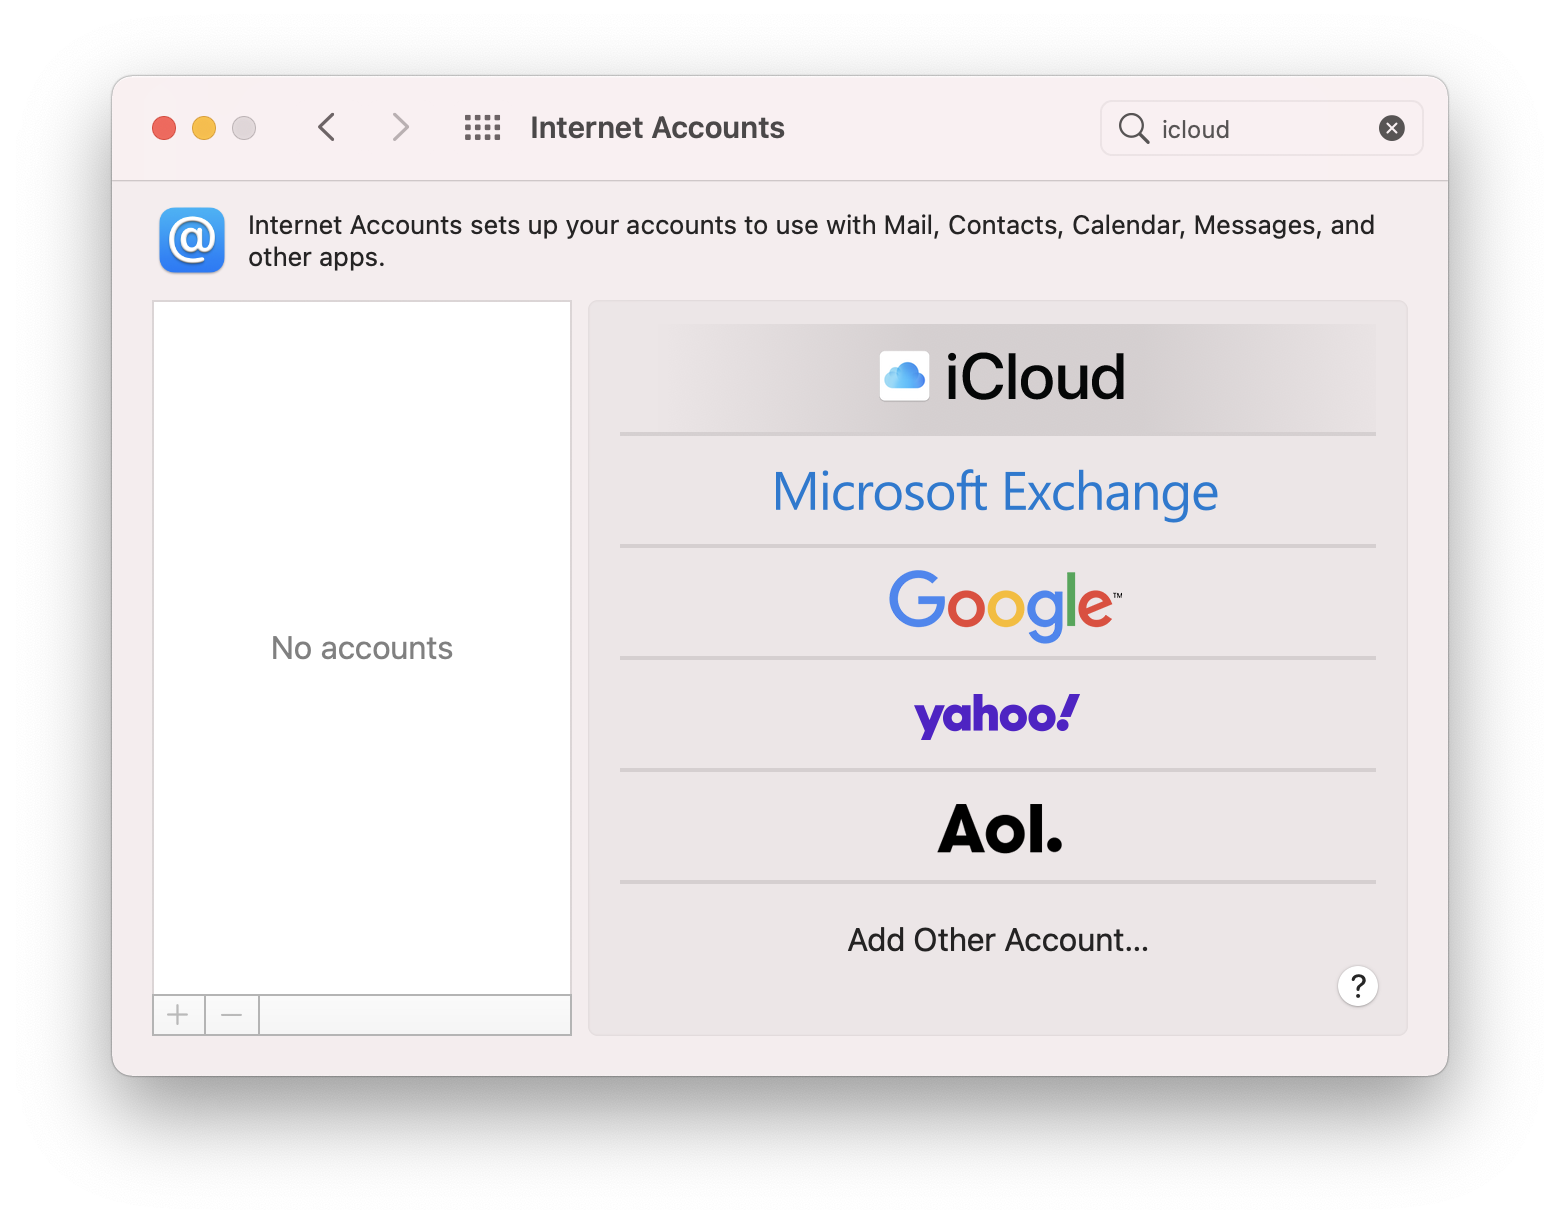 Internet Accounts
icloud
@
Internet Accounts sets up your accounts to use with Mail, Contacts, Calendar, Messages, and
other apps.
No accounts
iCloud
Microsoft Exchange
Google™
yahoo!
Aol.
Add Other Account...
?